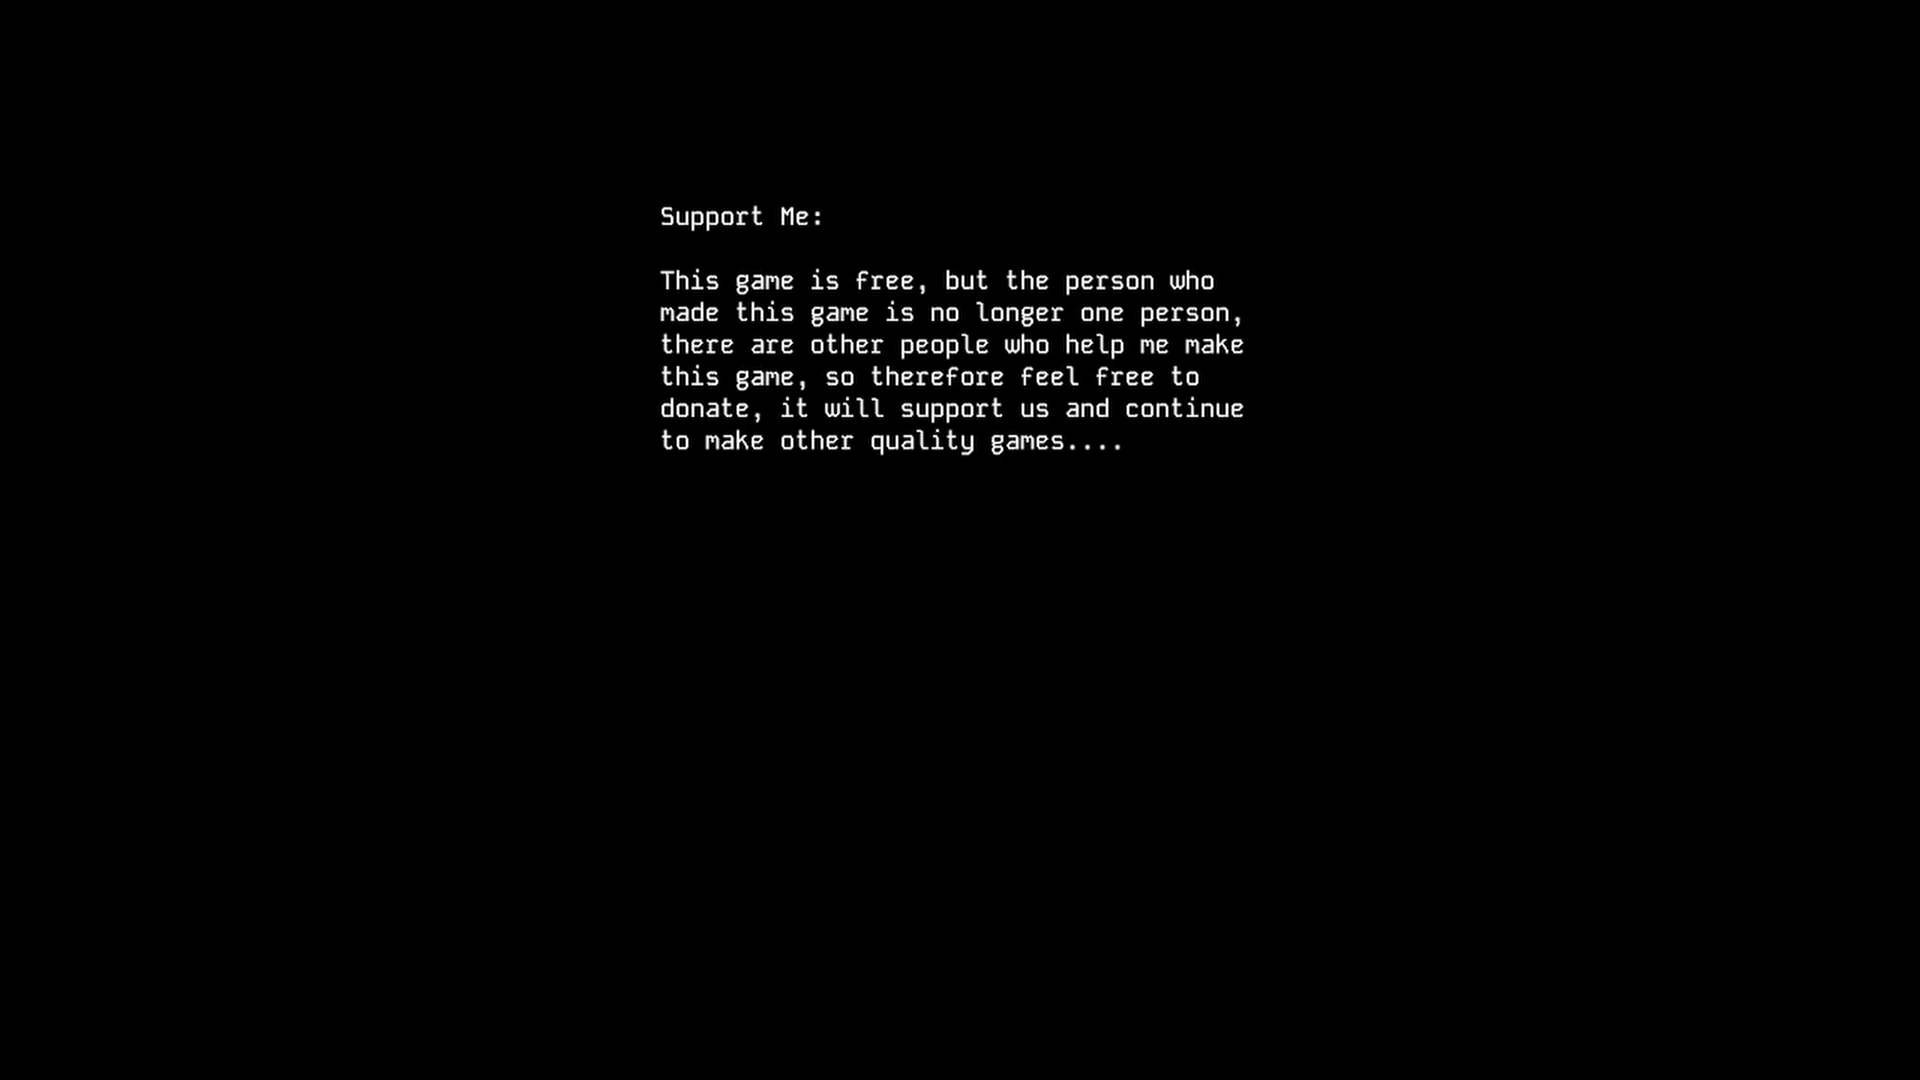 Support Me:
This game is free, but the person who
made this game is no longer one person,
there are other people who help me make
this game, so therefore feel free to
donate, it will support us and continue
to make other quality games....